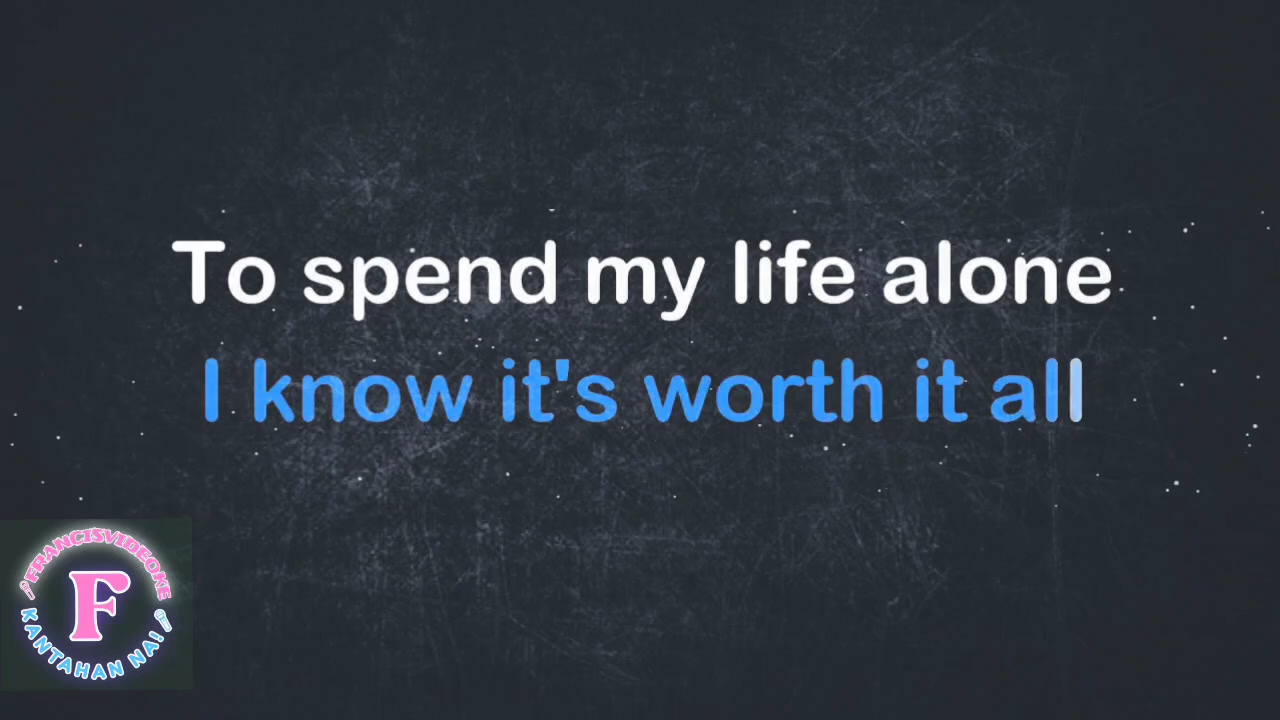 To spend my life alone
I know it's worth it all
FRANCISVIDEOKE
F
KANTAHAN NA!